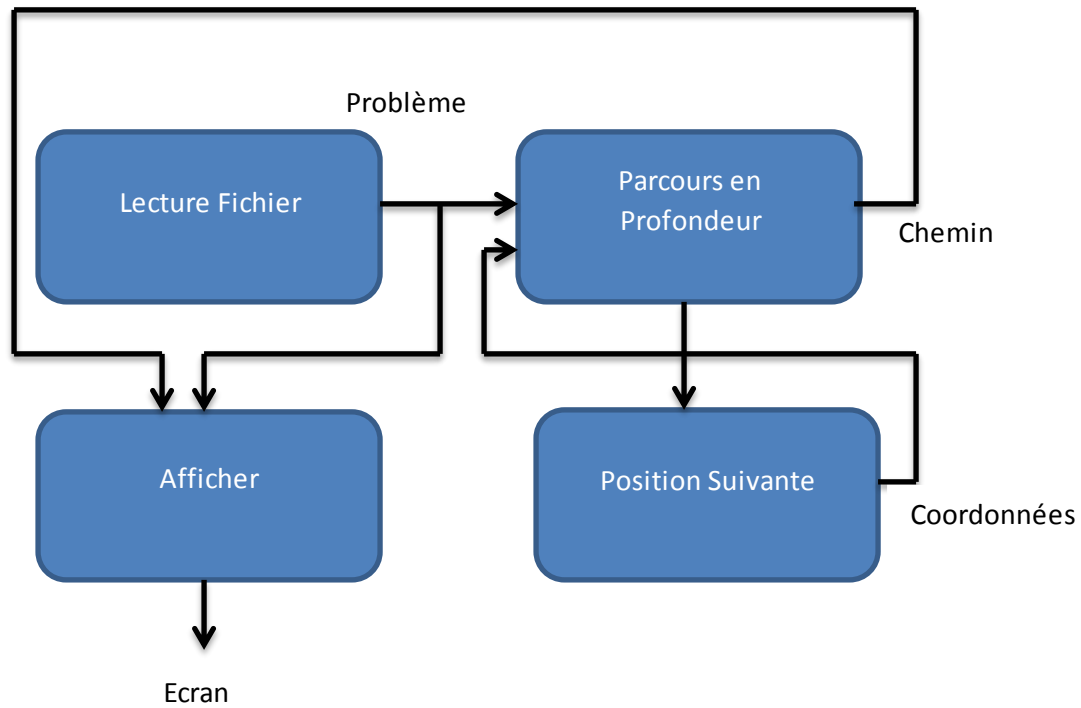 Problème
Lecture Fichier
Parcours en
Profondeur
Chemin
Afficher
Position Suivante
Coordonnées
Ecran